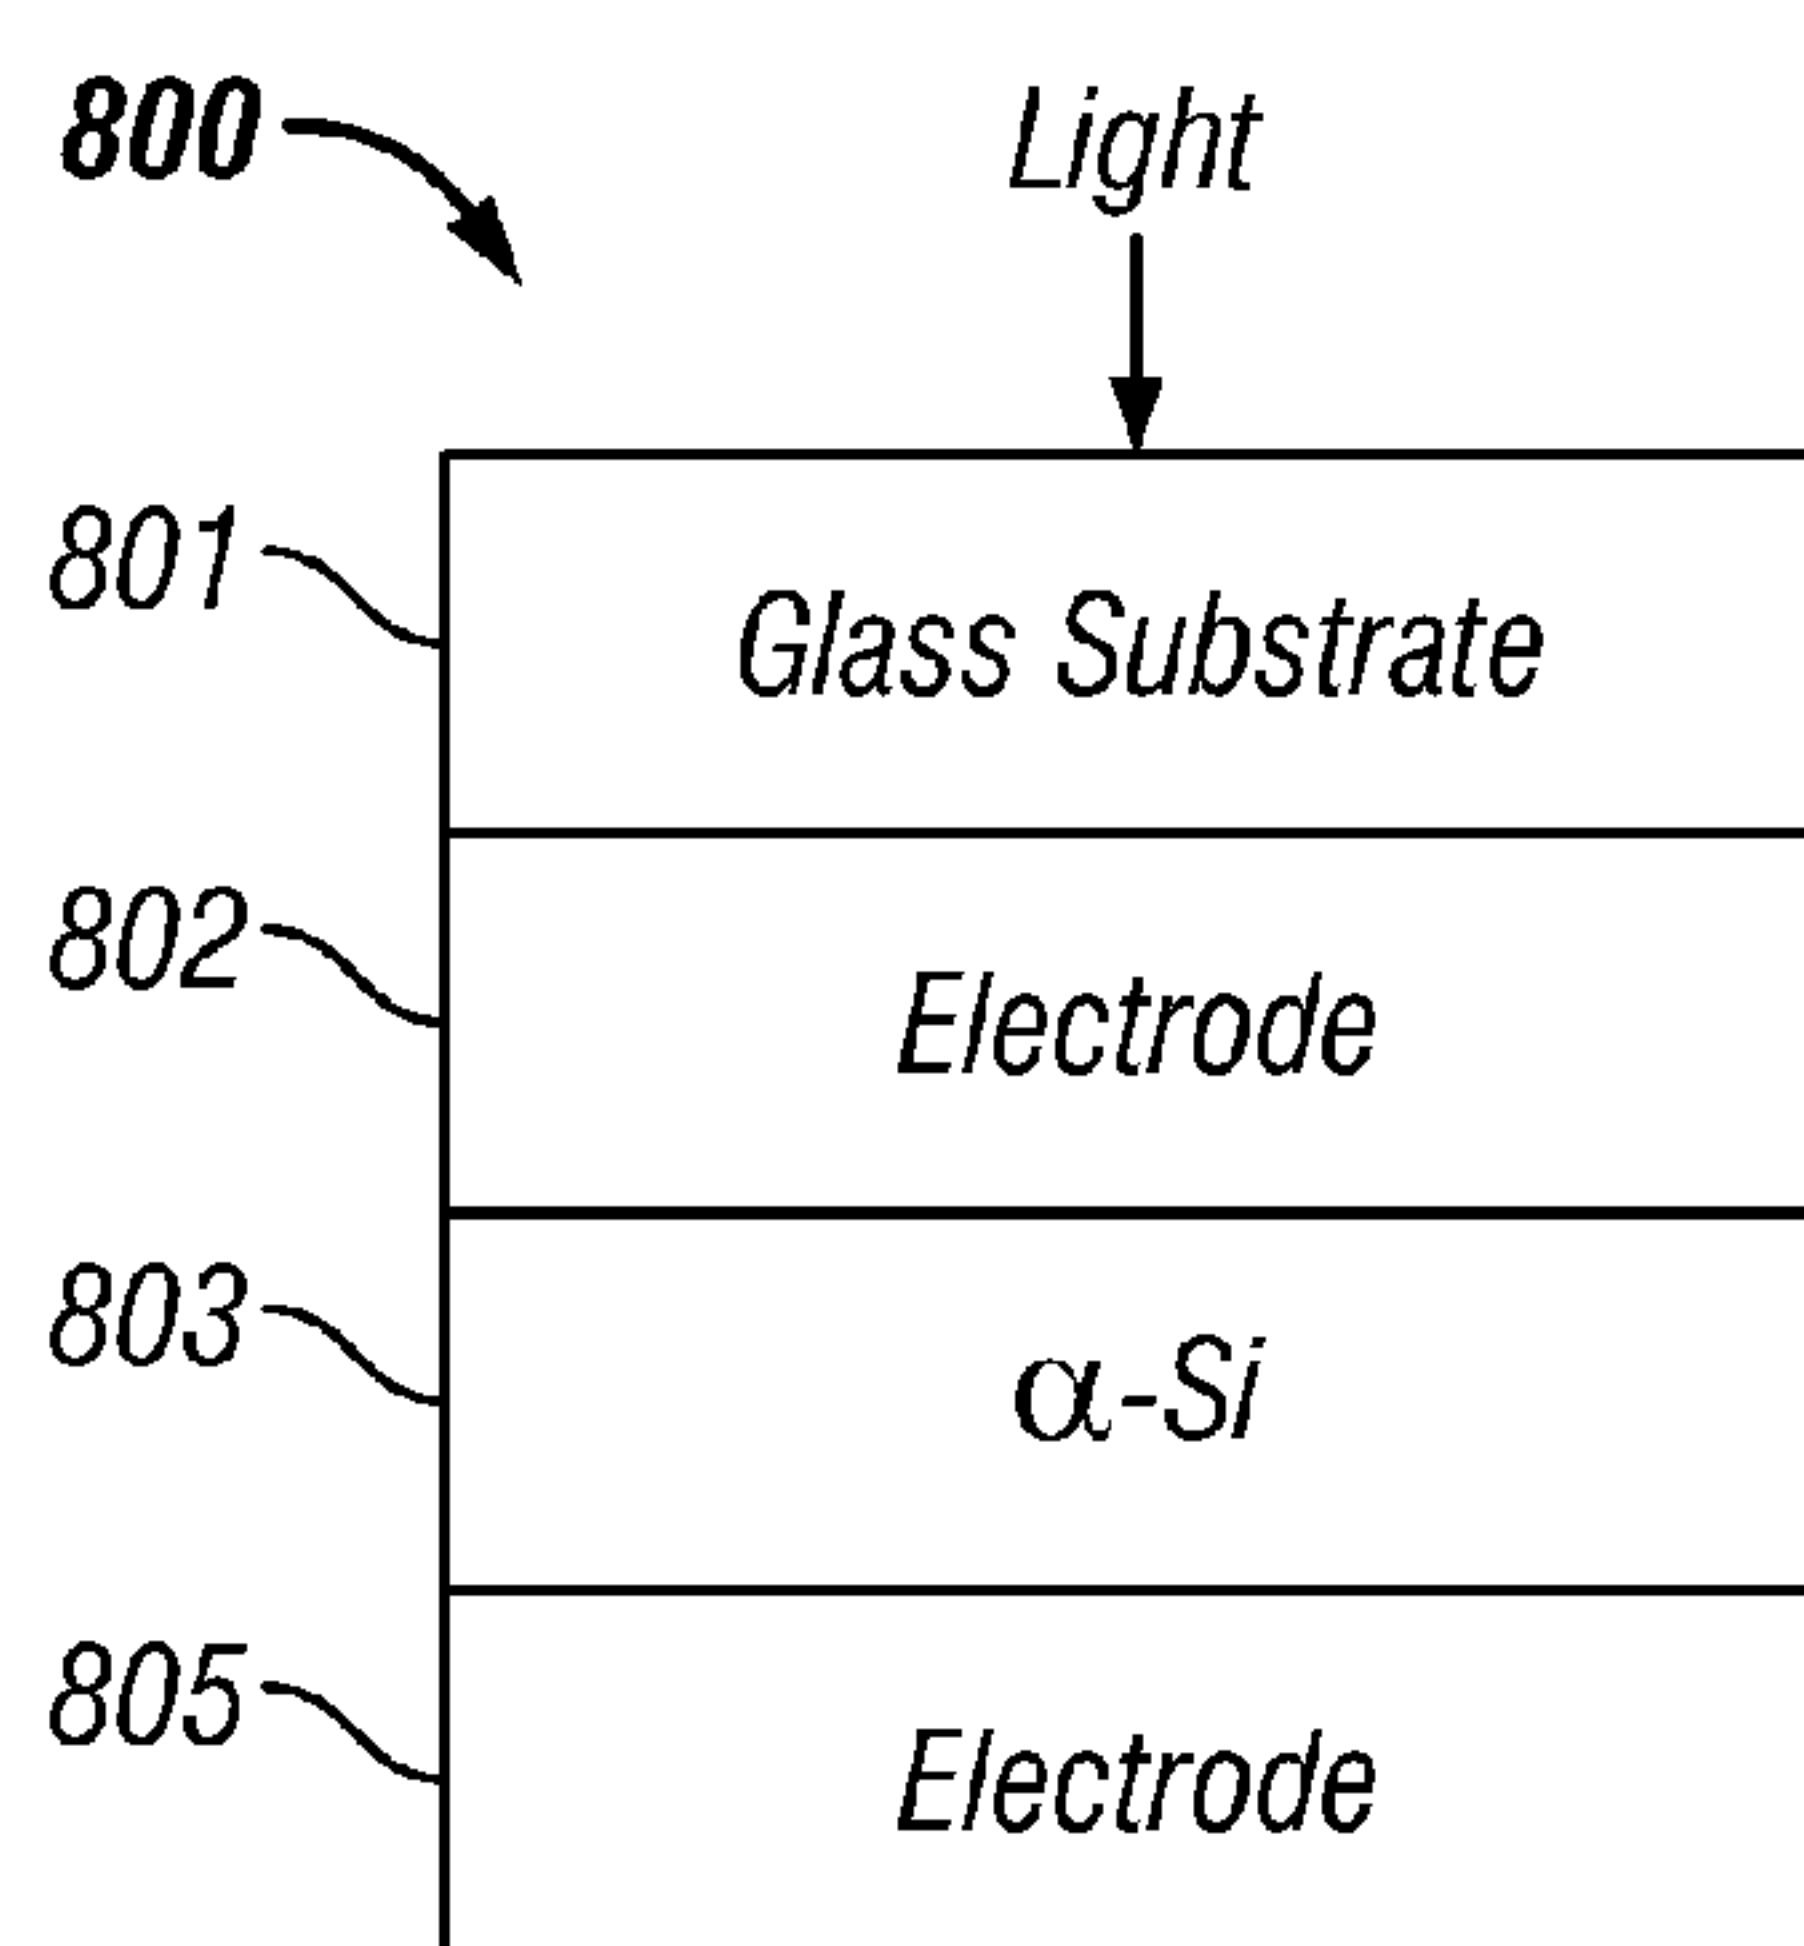 800
Light
801
Glass Substrate
802
Electrode
803
α-Si
805
Electrode